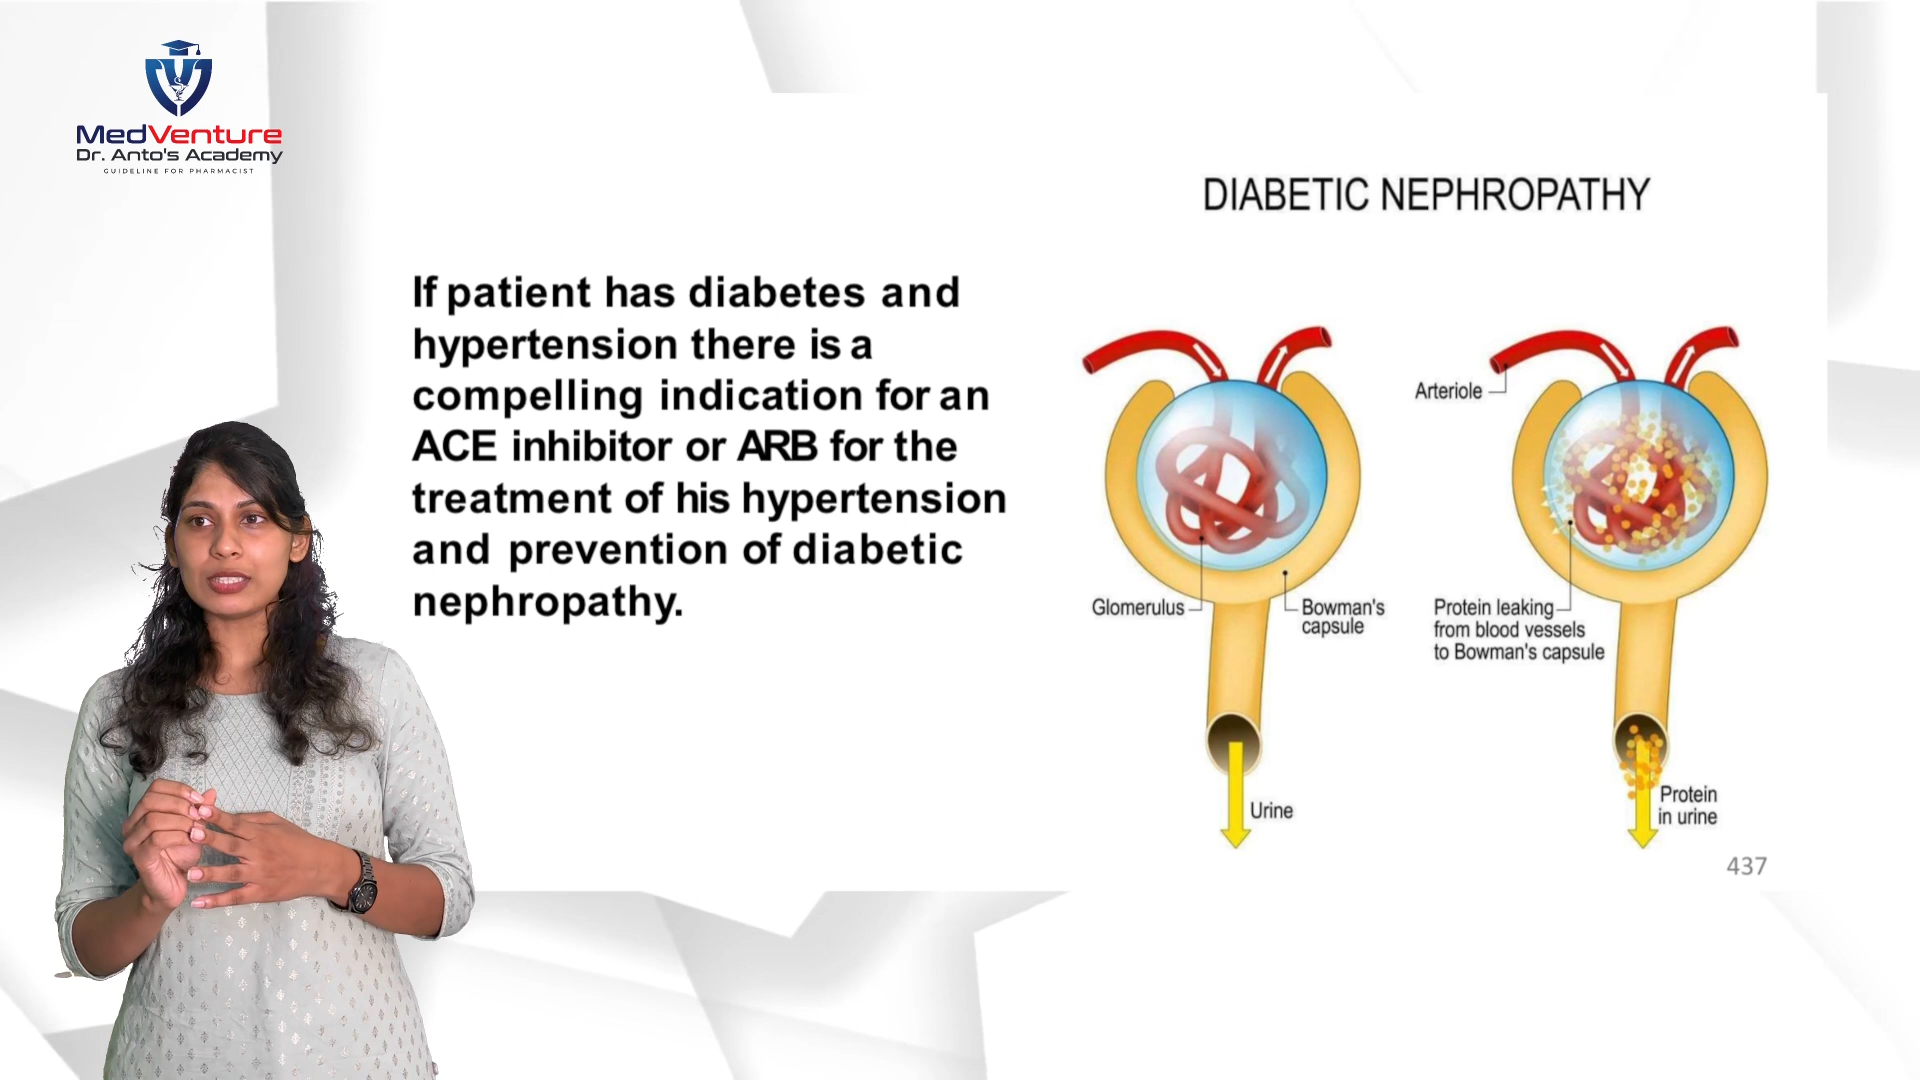 MedVenture
Dr. Anto's Academy
GUIDELINE FOR PHARMACIST
DIABETIC NEPHROPATHY
If patient has diabetes and
hypertension there is a
compelling indication for an
ACE inhibitor or ARB for the
treatment of his hypertension
and prevention of diabetic
nephropathy.
Arteriole
Glomerulus
Bowman's
capsule
Protein leaking
from blood vessels
to Bowman's capsule
Urine
Protein
in urine
437